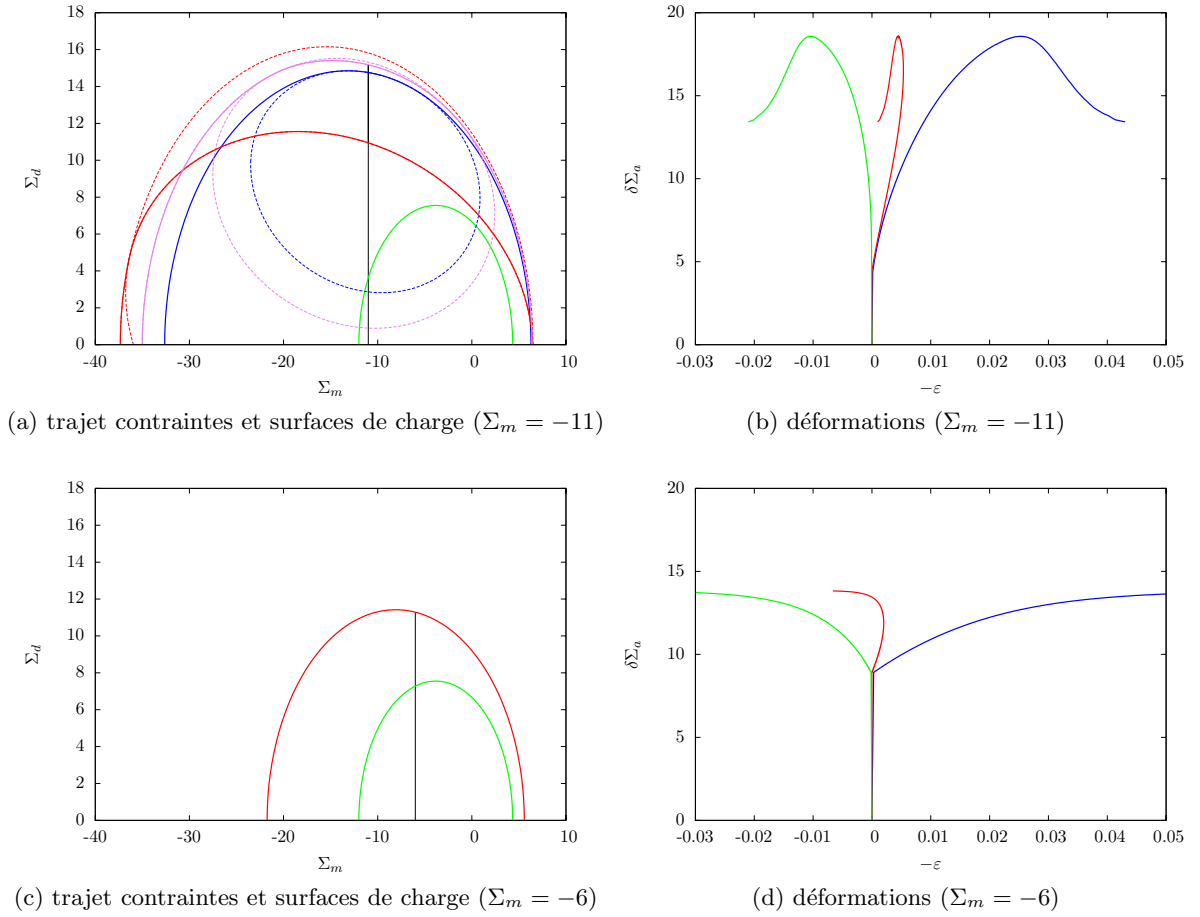 18
16
14
12
10
8
6
4
2
0
Σ_d
-40 -30 -20 -10 0 10
Σ_m
(a) trajet contraintes et surfaces de charge (Σ_m = −11)
20
15
10
5
0
δΣ_a
-0.03 -0.01 -0.01 0 0.01 0.01 0.03 0.04 0.05
−ε
(b) déformations (Σ_m = −11)
18
16
14
12
10
8
6
4
2
0
Σ_d
-40 -30 -20 -10 0 10
Σ_m
(c) trajet contraintes et surfaces de charge (Σ_m = −6)
20
15
10
5
0
δΣ_a
-0.03 -0.01 -0.01 0 0.01 0.02 0.03 0.04 0.05
−ε
(d) déformations (Σ_m = −6)